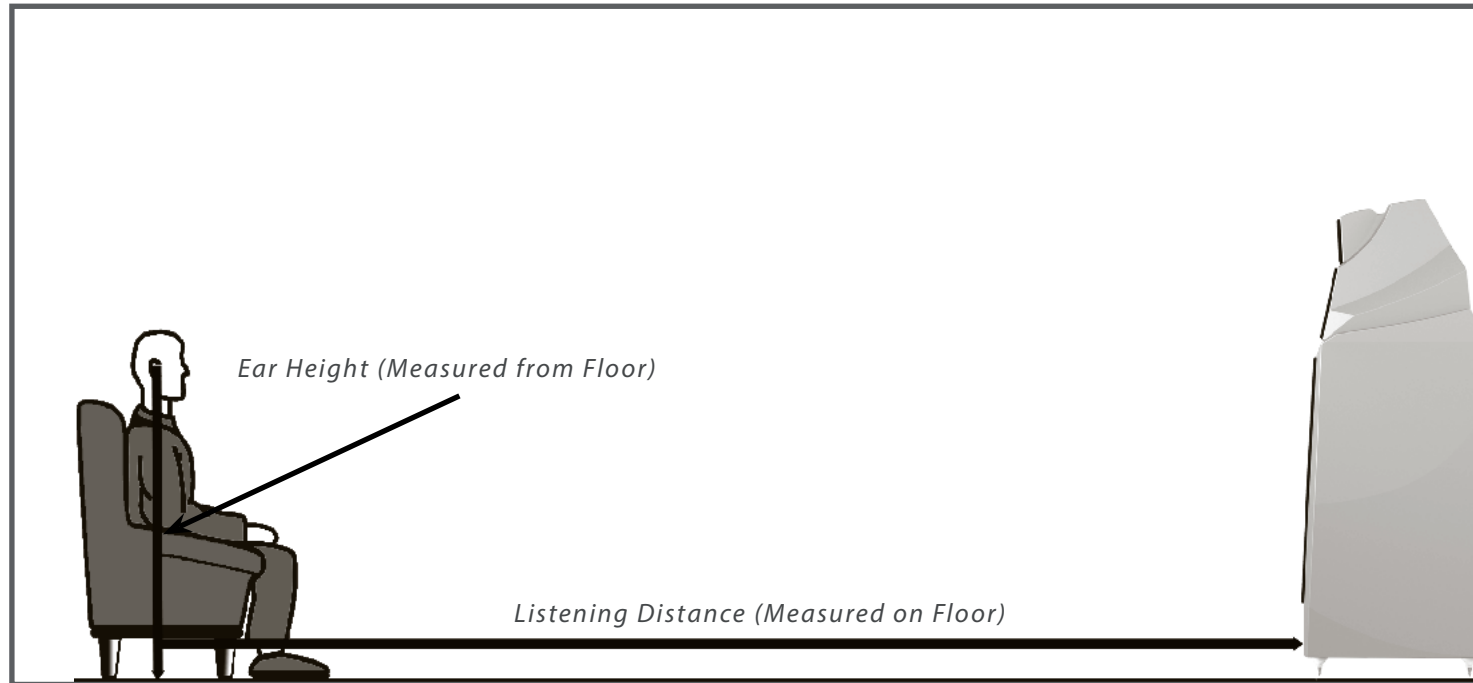 Ear Height (Measured from Floor)
Listening Distance (Measured on Floor)